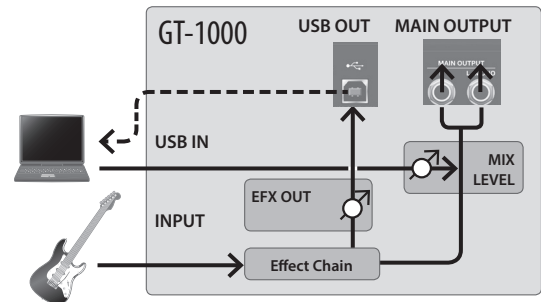 GT-1000
USB OUT
MAIN OUTPUT
MAIN OUTPUT
USB IN
MIX
LEVEL
EFX OUT
INPUT
Effect Chain